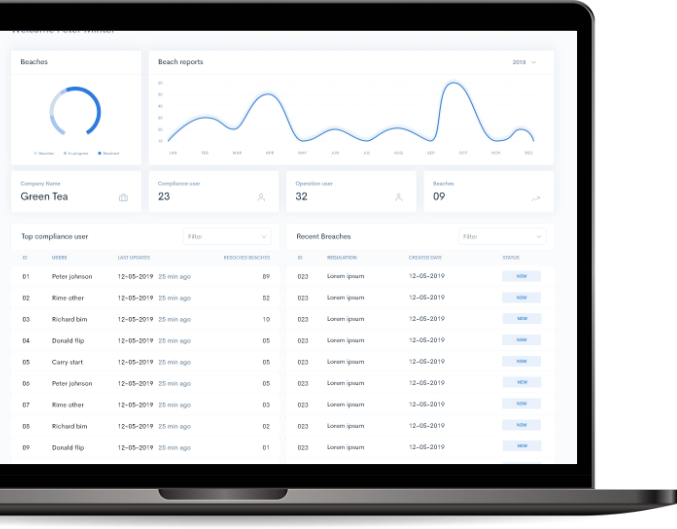 Welcome Peter Minter
Beaches
Beach reports
2018
JAN FEB MAR APR MAY JUN JUL AUG SEP OCT NOV DEC
Company Name
Green Tea
Compliance user
23
Operation user
32
Beaches
09
Top compliance user
Filter
Recent Breaches
Filter
ID USERS LAST UPDATED RESOLVED BEACHES
ID REGULATION CREATED DATE STATUS
01 Peter johnson 12-05-2019 25 min ago 89
023 Lorem ipsum 12-05-2019 NEW
02 Rime other 12-05-2019 25 min ago 52
023 Lorem ipsum 12-05-2019 NEW
03 Richard bim 12-05-2019 25 min ago 10
023 Lorem ipsum 12-05-2019 NEW
04 Donald flip 12-05-2019 25 min ago 05
023 Lorem ipsum 12-05-2019 NEW
05 Carry start 12-05-2019 25 min ago 05
023 Lorem ipsum 12-05-2019 NEW
06 Peter johnson 12-05-2019 25 min ago 05
023 Lorem ipsum 12-05-2019 NEW
07 Rime other 12-05-2019 25 min ago 03
023 Lorem ipsum 12-05-2019 NEW
08 Richard bim 12-05-2019 25 min ago 02
023 Lorem ipsum 12-05-2019 NEW
09 Donald flip 12-05-2019 25 min ago 01
023 Lorem ipsum 12-05-2019 NEW